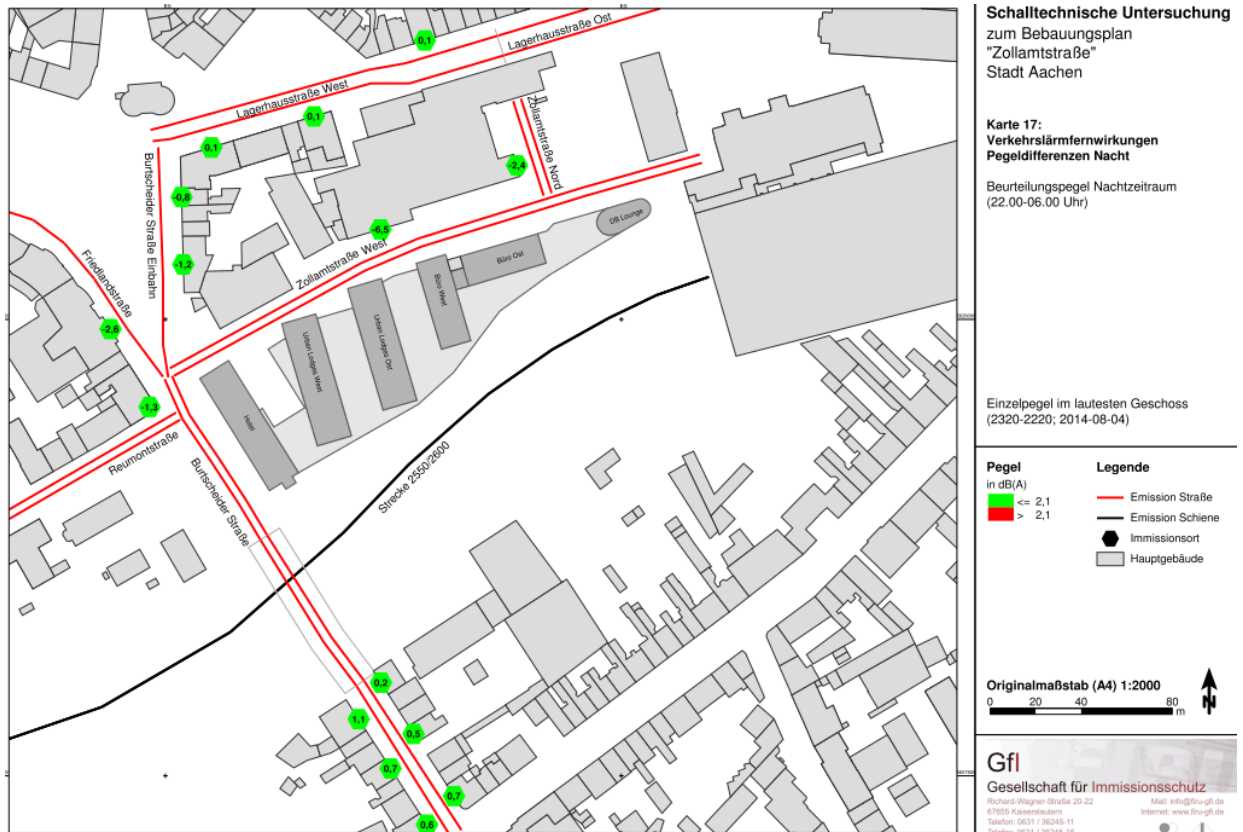 Schalltechnische Untersuchung
zum Bebauungsplan
"Zollamtstraße"
Stadt Aachen
Karte 17:
Verkehrslärmfernwirkungen
Pegeldifferenzen Nacht
Beurteilungspegel Nachtzeitraum
(22.00-06.00 Uhr)
Einzelpegel im lautesten Geschoss
(2320-2220; 2014-08-04)
Pegel
in dB(A)
<= 2,1
> 2,1
Legende
Emission Straße
Emission Schiene
Immissionsort
Hauptgebäude
Originalmaßstab (A4) 1:2000
0 20 40 80
m
N
GfI
Gesellschaft für Immissionsschutz
Richard-Wagner-Straße 20-22
67655 Kaiserslautern
Telefon: 0631 / 36245-11
Mail: info@firu-gfi.de
Internet: www.firu-gfi.de
0,1
Lagerhausstraße Ost
Lagerhausstraße West
0,1
0,1
Zollamtstraße Nord
-2,4
-0,8
Burtscheider Straße Einbahn
-6,5
DB Lounge
Zollamtstraße West
Büro Ost
Büro West
-1,2
Friedlandstraße
-2,6
Urban Lodges West
Urban Lodges Ost
Hotel
-1,3
Reumontstraße
Burtscheider Straße
Strecke 2550/2600
0,2
1,1
0,5
0,7
0,7
0,6